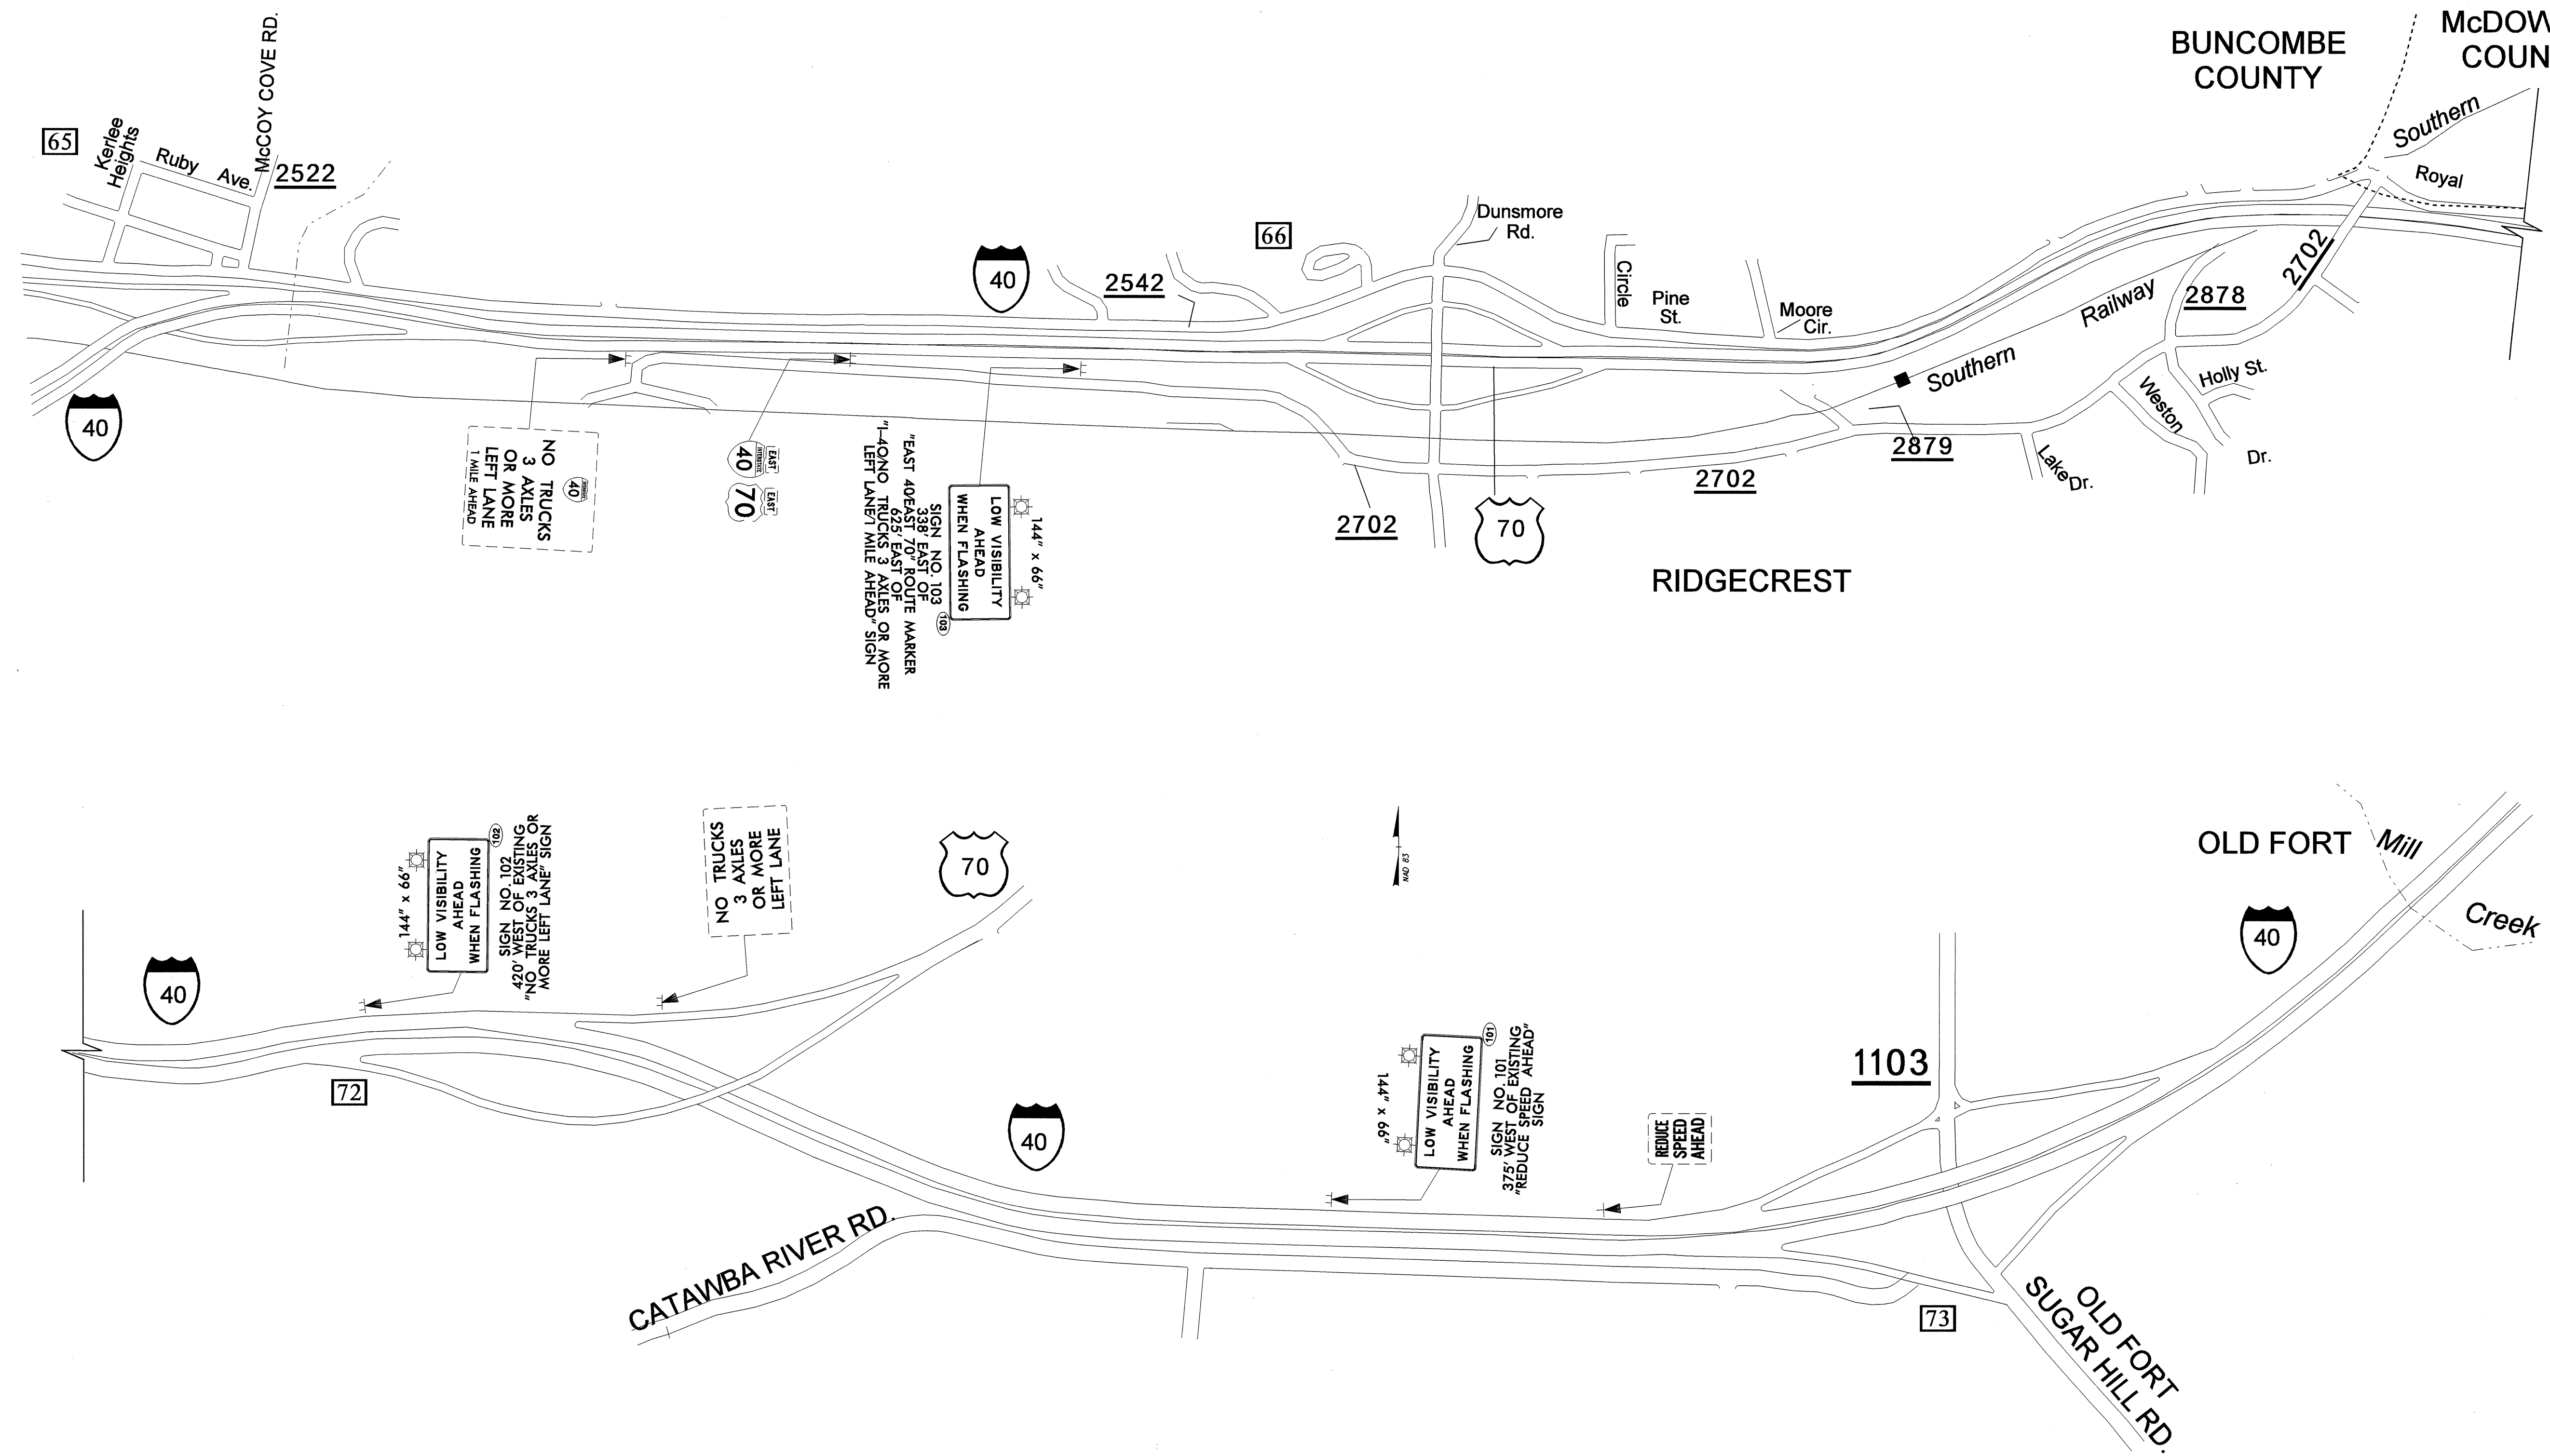 BUNCOMBE
COUNTY
McDOW
COUN
65
Kerlee
Heights
Ruby
Ave.
McCOY COVE RD.
2522
Southern
Royal
66
Dunsmore
Rd.
40
2542
Circle
Pine
St.
Moore
Cir.
Railway
Southern
2878
2702
Holly St.
Weston
Dr.
Lake
Dr.
2879
2702
2702
70
RIDGECREST
40
40
NO TRUCKS
3 AXLES
OR MORE
LEFT LANE
1 MILE AHEAD
EAST
INTERSTATE
40
EAST
70
144" x 66"
LOW VISIBILITY
AHEAD
WHEN FLASHING
103
SIGN NO. 103
338' EAST OF
"EAST 40/EAST 70" ROUTE MARKER
625' EAST OF
"I-40/NO TRUCKS 3 AXLES OR MORE
LEFT LANE/1 MILE AHEAD" SIGN
40
144" x 66"
LOW VISIBILITY
AHEAD
WHEN FLASHING
102
SIGN NO. 102
420' WEST OF EXISTING
"NO TRUCKS 3 AXLES OR
MORE LEFT LANE" SIGN
NO TRUCKS
3 AXLES
OR MORE
LEFT LANE
70
72
NAD 83
OLD FORT
Mill
Creek
40
40
144" x 66"
LOW VISIBILITY
AHEAD
WHEN FLASHING
101
SIGN NO. 101
375' WEST OF EXISTING
"REDUCE SPEED AHEAD"
SIGN
REDUCE
SPEED
AHEAD
1103
CATAWBA RIVER RD.
73
OLD FORT
SUGAR HILL RD.